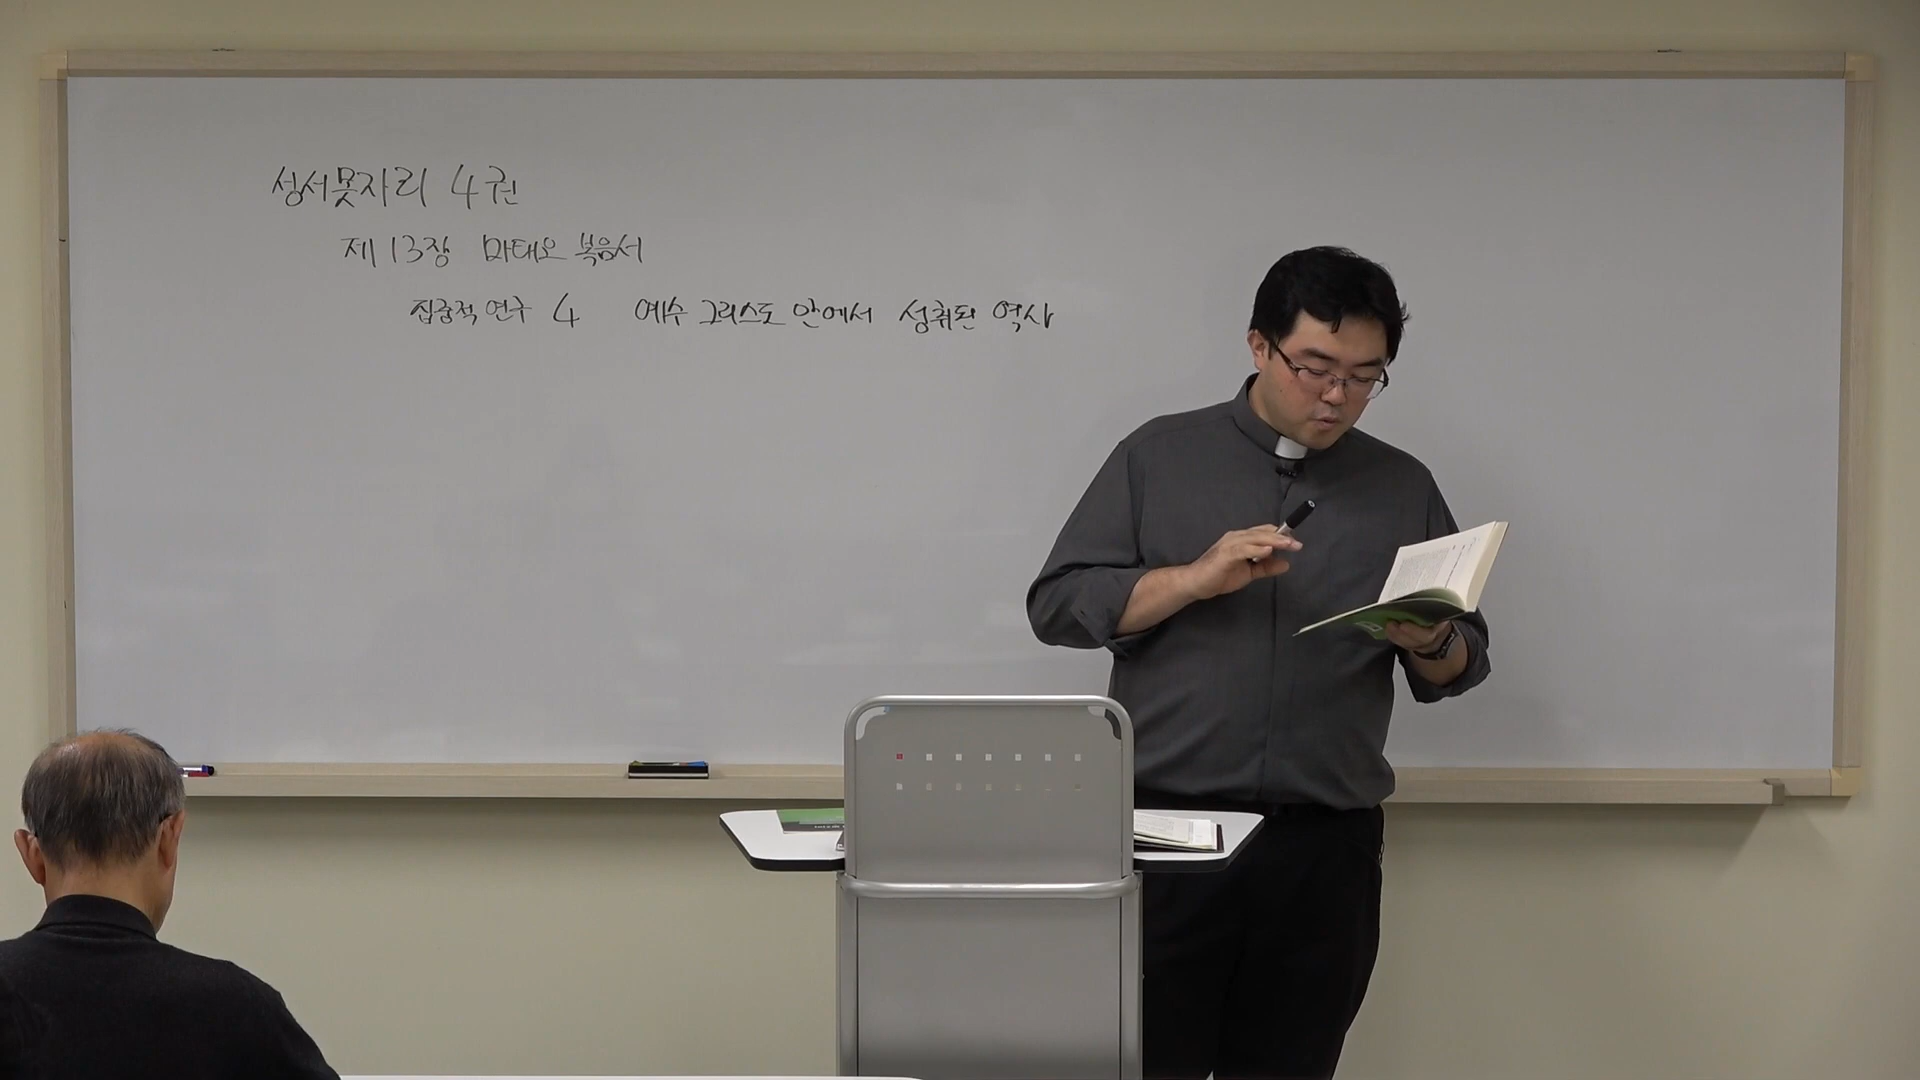 성서못자리 4권
제 13장 마태오 복음서
집중적 연구 4 예수 그리스도 안에서 성취된 역사